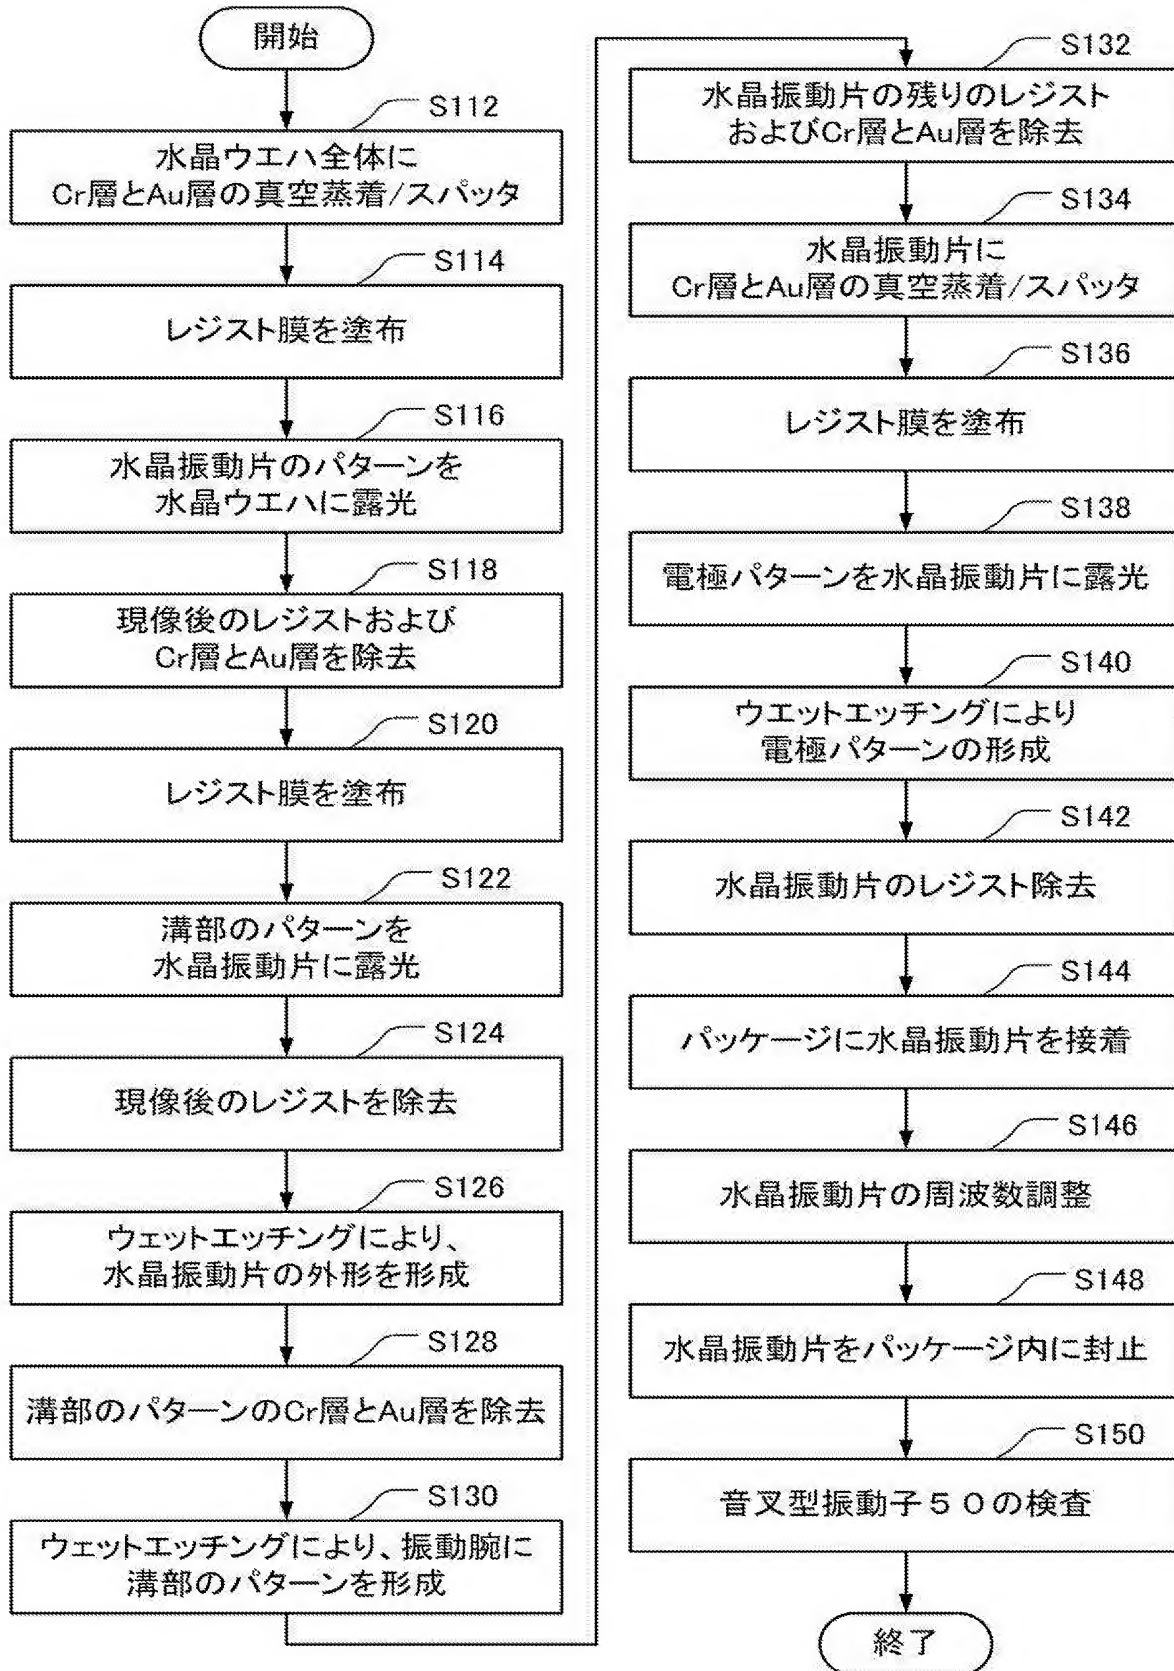 開始
S112
水晶ウエハ全体に
Cr層とAu層の真空蒸着/スパッタ
S114
レジスト膜を塗布
S116
水晶振動片のパターンを
水晶ウエハに露光
S118
現像後のレジストおよび
Cr層とAu層を除去
S120
レジスト膜を塗布
S122
溝部のパターンを
水晶振動片に露光
S124
現像後のレジストを除去
S126
ウェットエッチングにより、
水晶振動片の外形を形成
S128
溝部のパターンのCr層とAu層を除去
S130
ウェットエッチングにより、振動腕に
溝部のパターンを形成
S132
水晶振動片の残りのレジスト
およびCr層とAu層を除去
S134
水晶振動片に
Cr層とAu層の真空蒸着/スパッタ
S136
レジスト膜を塗布
S138
電極パターンを水晶振動片に露光
S140
ウエットエッチングにより
電極パターンの形成
S142
水晶振動片のレジスト除去
S144
パッケージに水晶振動片を接着
S146
水晶振動片の周波数調整
S148
水晶振動片をパッケージ内に封止
S150
音叉型振動子５０の検査
終了